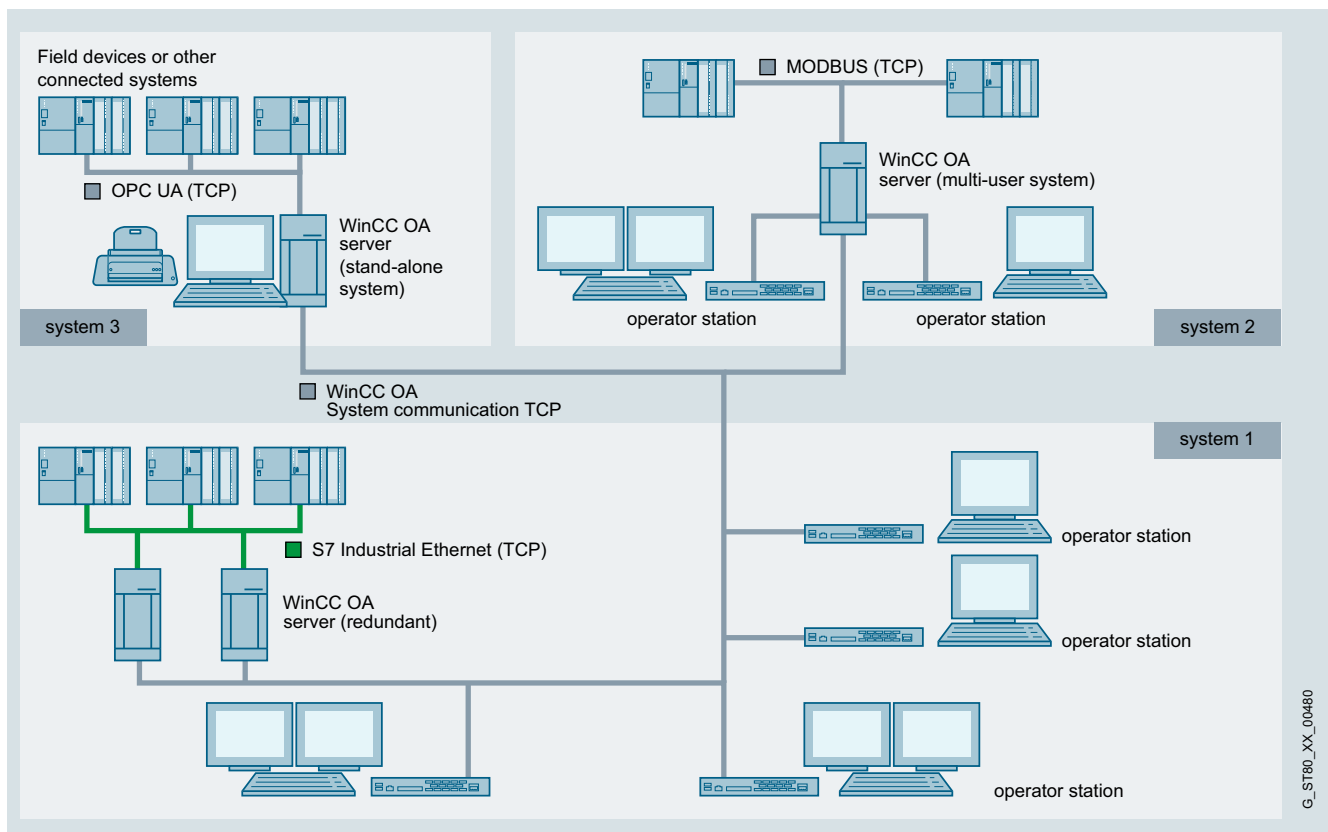 Field devices or other
connected systems
OPC UA (TCP)
WinCC OA
server
(stand-alone
system)
system 3
MODBUS (TCP)
WinCC OA
server (multi-user system)
operator station
operator station
system 2
WinCC OA
System communication TCP
system 1
S7 Industrial Ethernet (TCP)
WinCC OA
server (redundant)
operator station
operator station
operator station
G_ST80_XX_00480